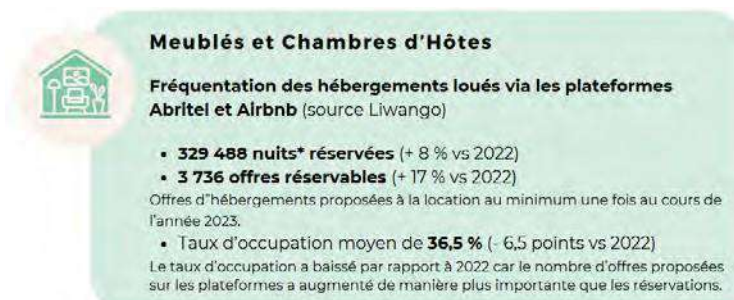 Meublés et Chambres d'Hôtes
Fréquentation des hébergements loués via les plateformes
Abritel et Airbnb (source Liwango)
• 329 488 nuits* réservées (+ 8 % vs 2022)
• 3 736 offres réservables (+ 17 % vs 2022)
Offres d"hébergements proposées à la location au minimum une fois au cours de
l'année 2023.
• Taux d'occupation moyen de 36,5 % (- 6,5 points vs 2022)
Le taux d'occupation a baissé par rapport à 2022 car le nombre d'offres proposées
sur les plateformes a augmenté de manière plus importante que les réservations.